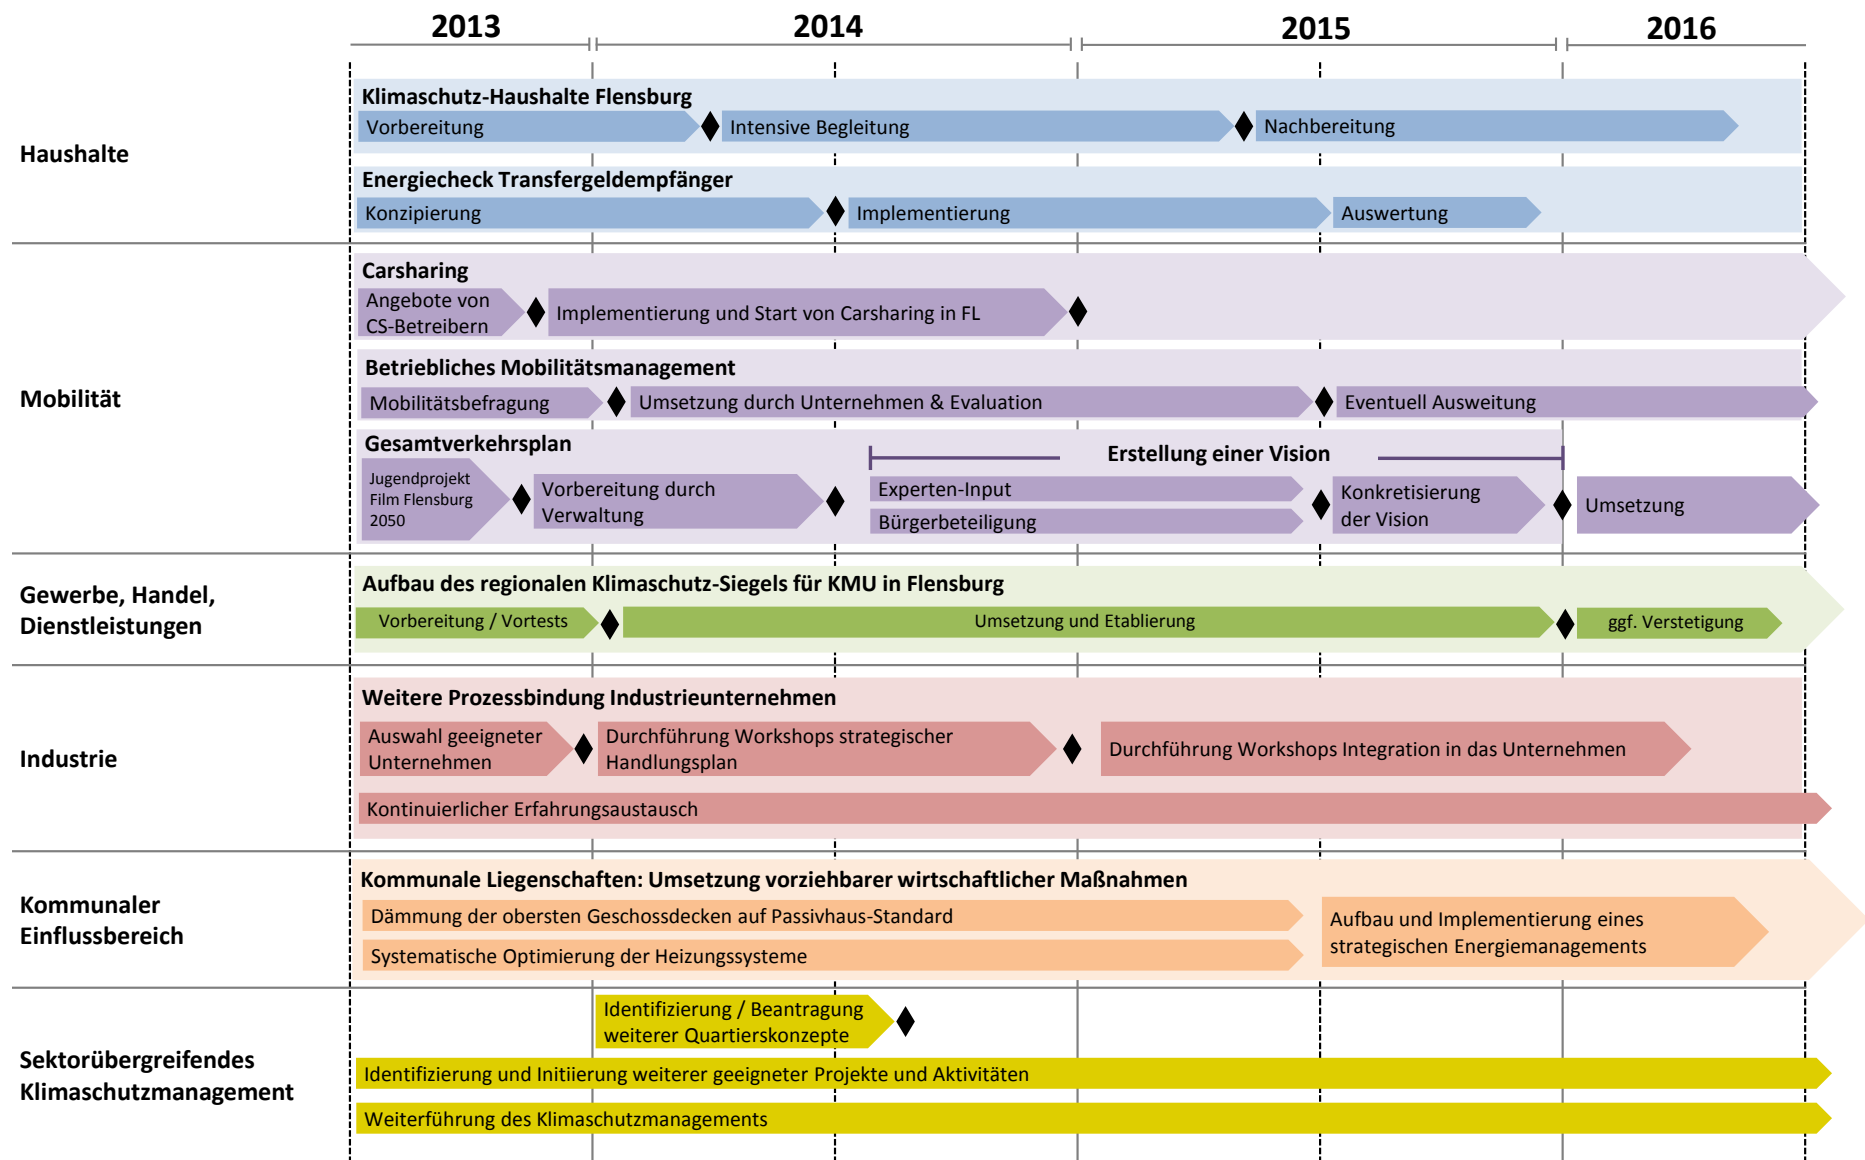 2013
2014
2015
2016
Haushalte
Klimaschutz-Haushalte Flensburg
Vorbereitung
Intensive Begleitung
Nachbereitung
Energiecheck Transfergeldempfänger
Konzipierung
Implementierung
Auswertung
Mobilität
Carsharing
Angebote von
CS-Betreibern
Implementierung und Start von Carsharing in FL
Betriebliches Mobilitätsmanagement
Mobilitätsbefragung
Umsetzung durch Unternehmen & Evaluation
Eventuell Ausweitung
Gesamtverkehrsplan
Erstellung einer Vision
Jugendprojekt
Film Flensburg
2050
Vorbereitung durch
Verwaltung
Experten-Input
Bürgerbeteiligung
Konkretisierung
der Vision
Umsetzung
Gewerbe, Handel,
Dienstleistungen
Aufbau des regionalen Klimaschutz-Siegels für KMU in Flensburg
Vorbereitung / Vortests
Umsetzung und Etablierung
ggf. Verstetigung
Industrie
Weitere Prozessbindung Industrieunternehmen
Auswahl geeigneter
Unternehmen
Durchführung Workshops strategischer
Handlungsplan
Durchführung Workshops Integration in das Unternehmen
Kontinuierlicher Erfahrungsaustausch
Kommunaler
Einflussbereich
Kommunale Liegenschaften: Umsetzung vorziehbarer wirtschaftlicher Maßnahmen
Dämmung der obersten Geschossdecken auf Passivhaus-Standard
Systematische Optimierung der Heizungssysteme
Aufbau und Implementierung eines
strategischen Energiemanagements
Sektorübergreifendes
Klimaschutzmanagement
Identifizierung / Beantragung
weiterer Quartierskonzepte
Identifizierung und Initiierung weiterer geeigneter Projekte und Aktivitäten
Weiterführung des Klimaschutzmanagements